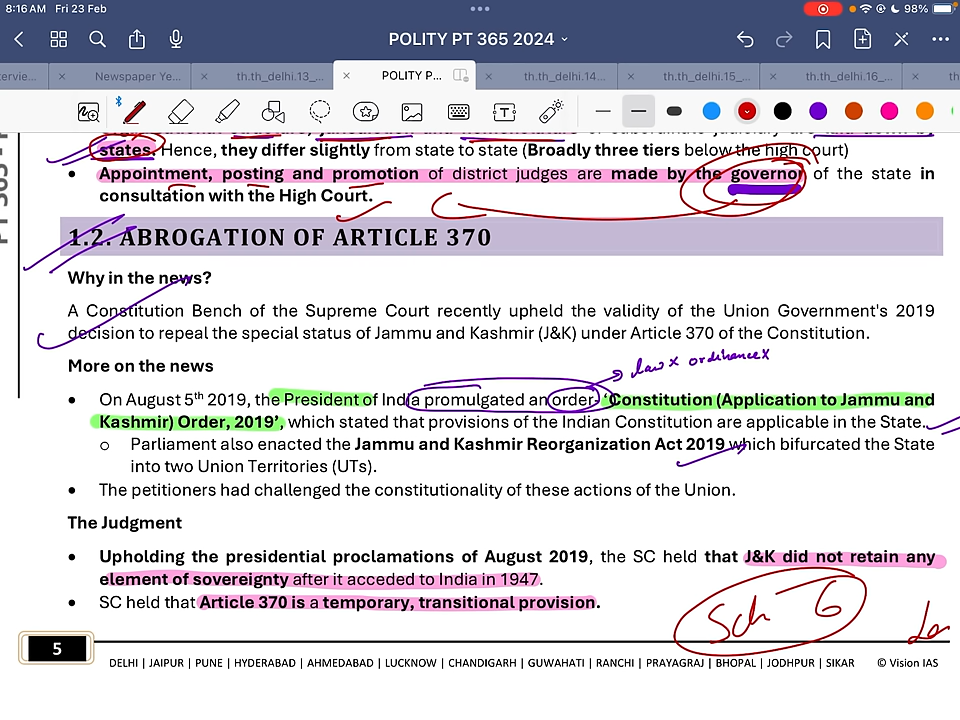 8:16 AM Fri 23 Feb
98%
POLITY PT 365 2024
Newspaper Ye...
th.th_delhi.13_...
POLITY P...
th.th_delhi.14...
th.th_delhi.15_...
th.th_delhi.16_...
states. Hence, they differ slightly from state to state (Broadly three tiers below the high court)
• Appointment, posting and promotion of district judges are made by the governor of the state in
consultation with the High Court.
1.2. ABROGATION OF ARTICLE 370
Why in the news?
A Constitution Bench of the Supreme Court recently upheld the validity of the Union Government's 2019
decision to repeal the special status of Jammu and Kashmir (J&K) under Article 370 of the Constitution.
More on the news
law x ordinance x
• On August 5th 2019, the President of India promulgated an order- 'Constitution (Application to Jammu and
Kashmir) Order, 2019', which stated that provisions of the Indian Constitution are applicable in the State.
o Parliament also enacted the Jammu and Kashmir Reorganization Act 2019 which bifurcated the State
into two Union Territories (UTs).
• The petitioners had challenged the constitutionality of these actions of the Union.
The Judgment
• Upholding the presidential proclamations of August 2019, the SC held that J&K did not retain any
element of sovereignty after it acceded to India in 1947.
• SC held that Article 370 is a temporary, transitional provision.
Sch 6
5
DELHI | JAIPUR | PUNE | HYDERABAD | AHMEDABAD | LUCKNOW | CHANDIGARH | GUWAHATI | RANCHI | PRAYAGRAJ | BHOPAL | JODHPUR | SIKAR © Vision IAS